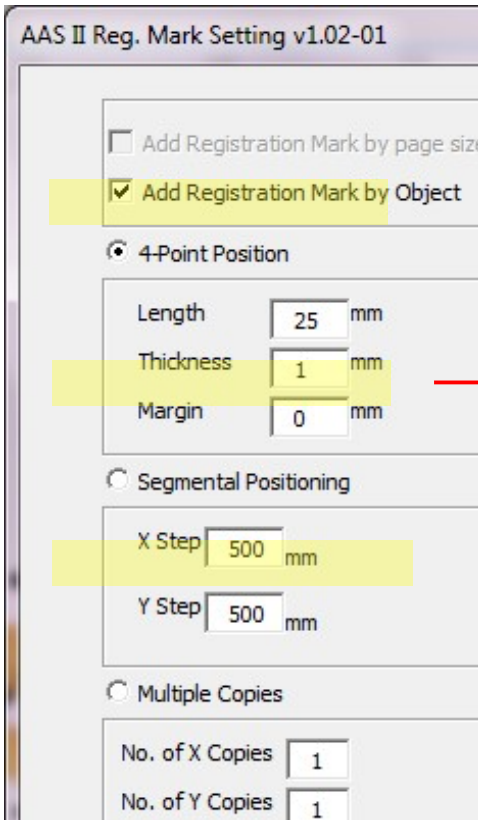 AAS II Reg. Mark Setting v1.02-01
Add Registration Mark by page size
Add Registration Mark by Object
4-Point Position
Length 25 mm
Thickness 1 mm
Margin 0 mm
Segmental Positioning
X Step 500 mm
Y Step 500 mm
Multiple Copies
No. of X Copies 1
No. of Y Copies 1